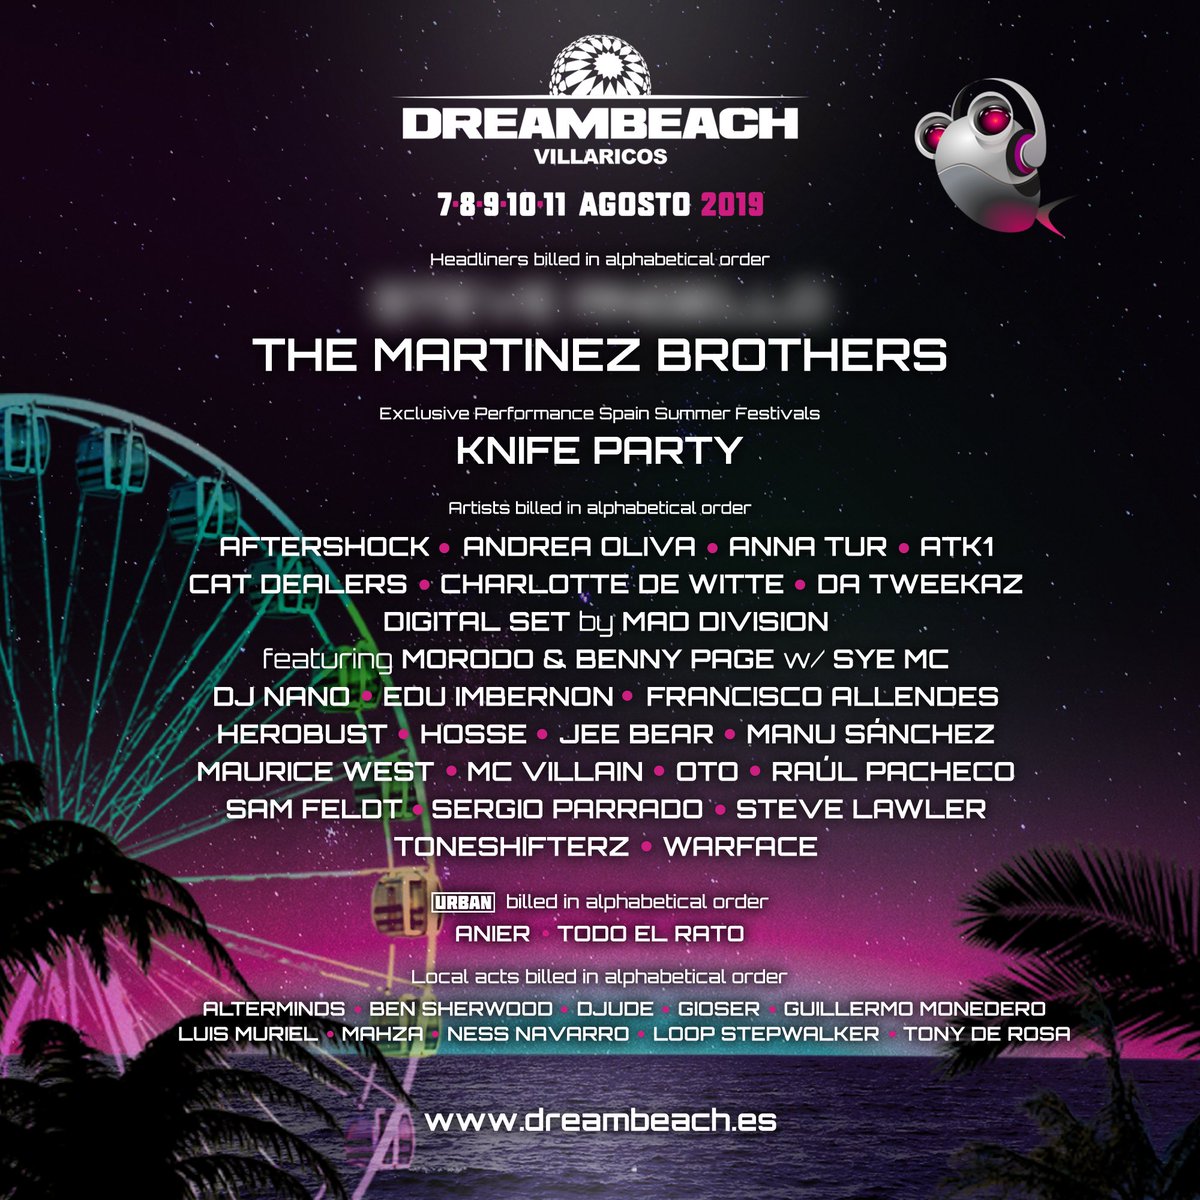 DREAMBEACH
VILLARICOS
7•8•9•10•11 AGOSTO 2019
Headliners billed in alphabetical order
THE MARTINEZ BROTHERS
Exclusive Performance Spain Summer Festivals
KNIFE PARTY
Artists billed in alphabetical order
AFTERSHOCK • ANDREA OLIVA • ANNA TUR • ATK1
CAT DEALERS • CHARLOTTE DE WITTE • DA TWEEKAZ
DIGITAL SET by MAD DIVISION
featuring MORODO & BENNY PAGE w/ SYE MC
DJ NANO • EDU IMBERNON • FRANCISCO ALLENDES
HEROBUST • HOSSE • JEE BEAR • MANU SÁNCHEZ
MAURICE WEST • MC VILLAIN • OTO • RAÚL PACHECO
SAM FELDT • SERGIO PARRADO • STEVE LAWLER
TONESHIFTERZ • WARFACE
URBAN billed in alphabetical order
ANIER • TODO EL RATO
Local acts billed in alphabetical order
ALTERMINDS • BEN SHERWOOD • DJUDE • GIOSER • GUILLERMO MONEDERO
LUIS MURIEL • MAHZA • NESS NAVARRO • LOOP STEPWALKER • TONY DE ROSA
www.dreambeach.es